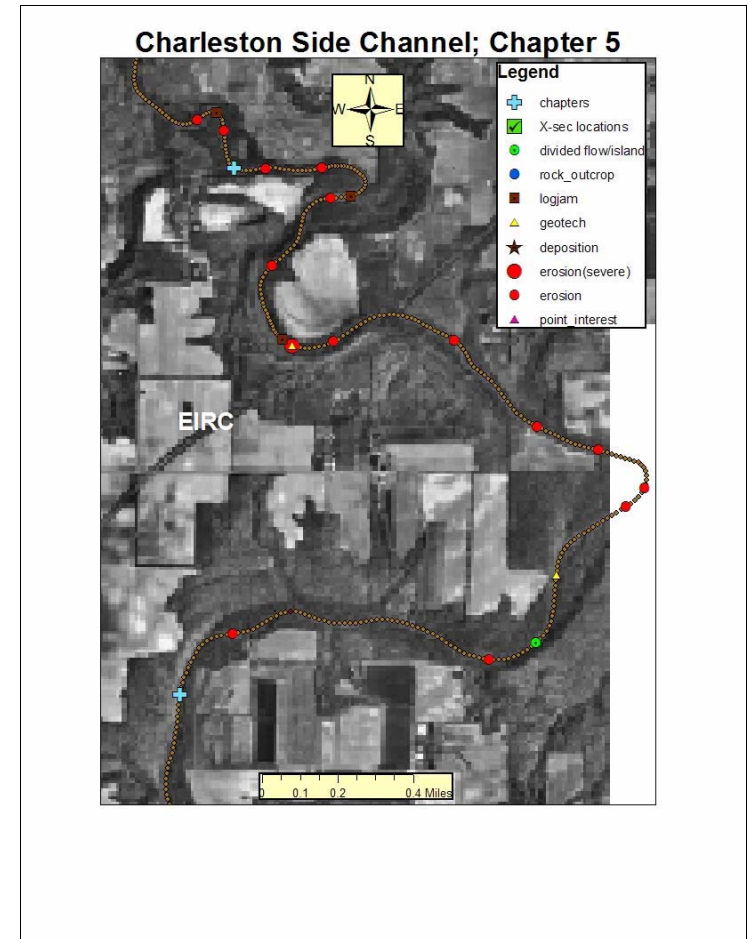 Charleston Side Channel; Chapter 5
N
W E
S
Legend
chapters
X-sec locations
divided flow/island
rock_outcrop
logjam
geotech
deposition
erosion(severe)
erosion
point_interest
EIRC
0 0.1 0.2 0.4 Miles